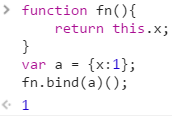 > function fn(){
return this.x;
}
var a = {x:1};
fn.bind(a)();
1